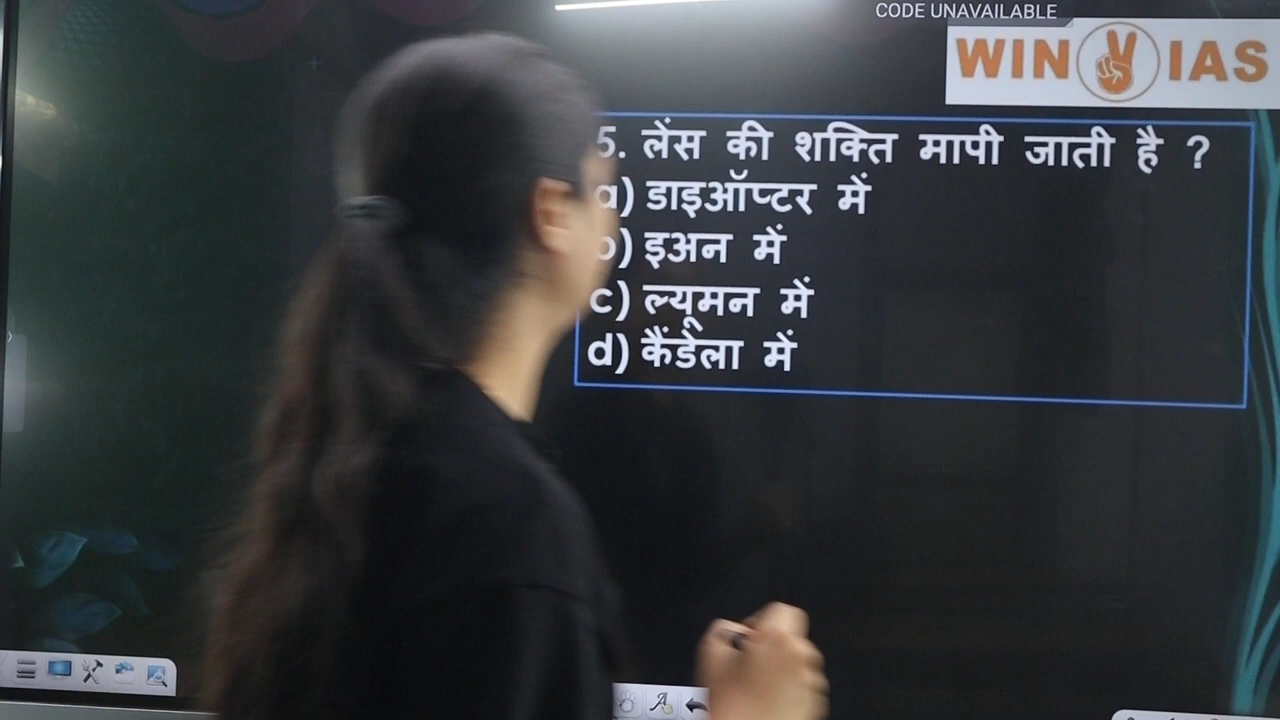 CODE UNAVAILABLE
WIN IAS
5. लेंस की शक्ति मापी जाती है ?
a) डाइऑप्टर में
b) इअन में
c) ल्यूमन में
d) कैंडेला में